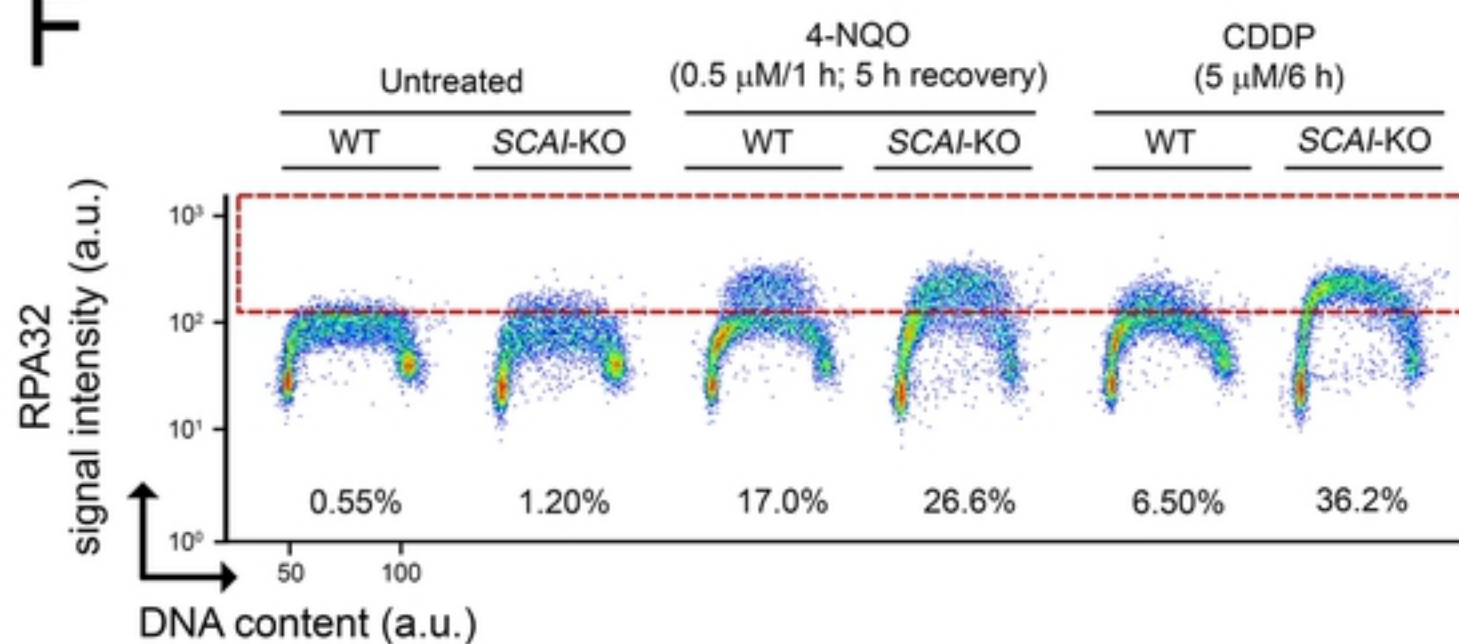 F
4-NQO
CDDP
Untreated
(0.5 μM/1 h; 5 h recovery)
(5 μM/6 h)
WT
SCAI-KO
WT
SCAI-KO
WT
SCAI-KO
RPA32
signal intensity (a.u.)
10³
10²
10¹
10⁰
0.55%
1.20%
17.0%
26.6%
6.50%
36.2%
50
100
DNA content (a.u.)